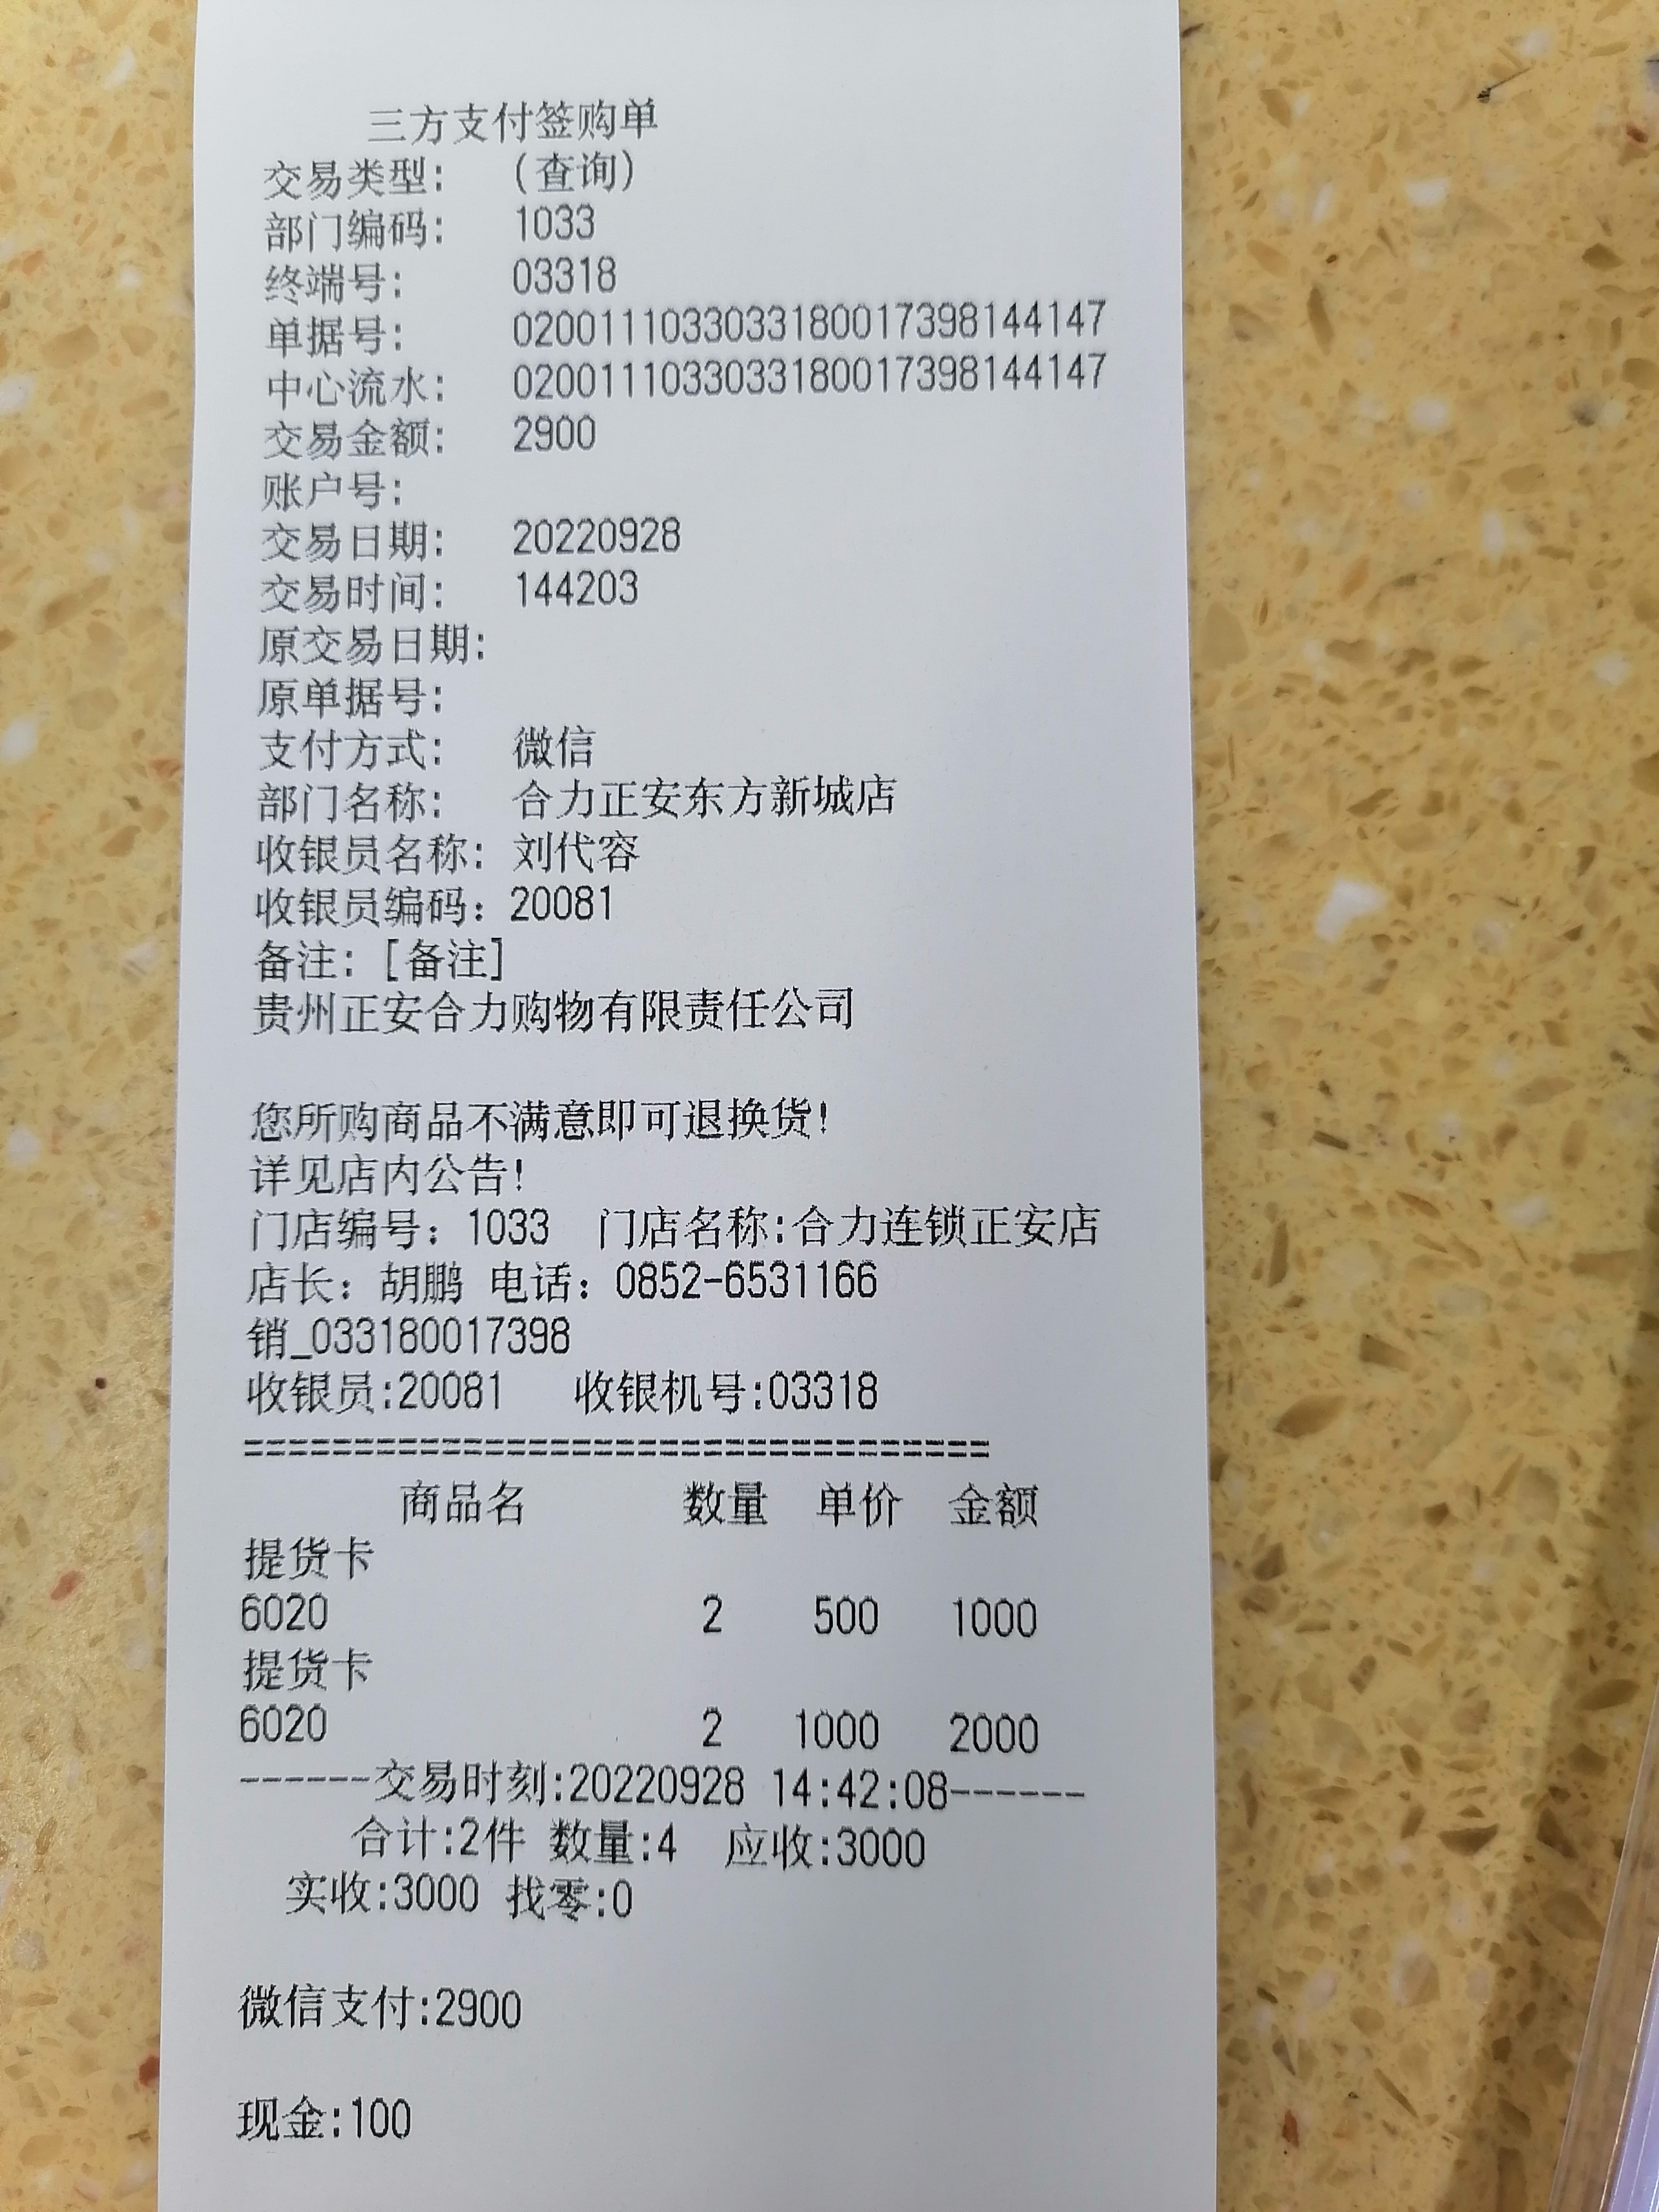 三方支付签购单
交易类型: (查询)
部门编码: 1033
终端号: 03318
单据号: 0200111033033180017398144147
中心流水: 0200111033033180017398144147
交易金额: 2900
账户号:
交易日期: 20220928
交易时间: 144203
原交易日期:
原单据号:
支付方式: 微信
部门名称: 合力正安东方新城店
收银员名称: 刘代容
收银员编码: 20081
备注: [备注]
贵州正安合力购物有限责任公司
您所购商品不满意即可退换货!
详见店内公告!
门店编号: 1033 门店名称:合力连锁正安店
店长: 胡鹏 电话: 0852-6531166
销_033180017398
收银员:20081 收银机号:03318
==================================
商品名 数量 单价 金额
提货卡
6020 2 500 1000
提货卡
6020 2 1000 2000
------交易时刻:20220928 14:42:08------
合计:2件 数量:4 应收:3000
实收:3000 找零:0
微信支付:2900
现金:100